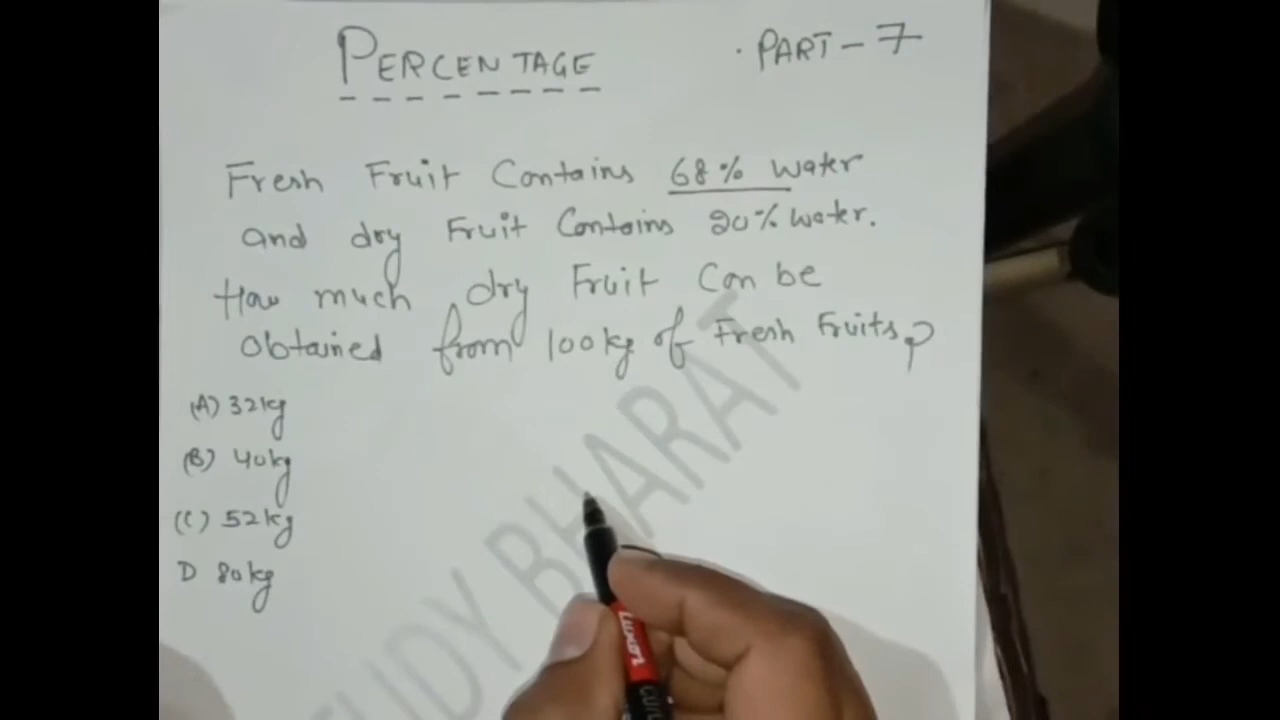 PERCENTAGE
. PART - 7
Fresh Fruit Contains 68% water
and dry Fruit Contains 20% water.
How much dry Fruit Can be
Obtained from 100kg of Fresh Fruits?
(A) 32kg
(B) 40kg
(C) 52kg
D 80kg
STUDY BHARAT
Luxor